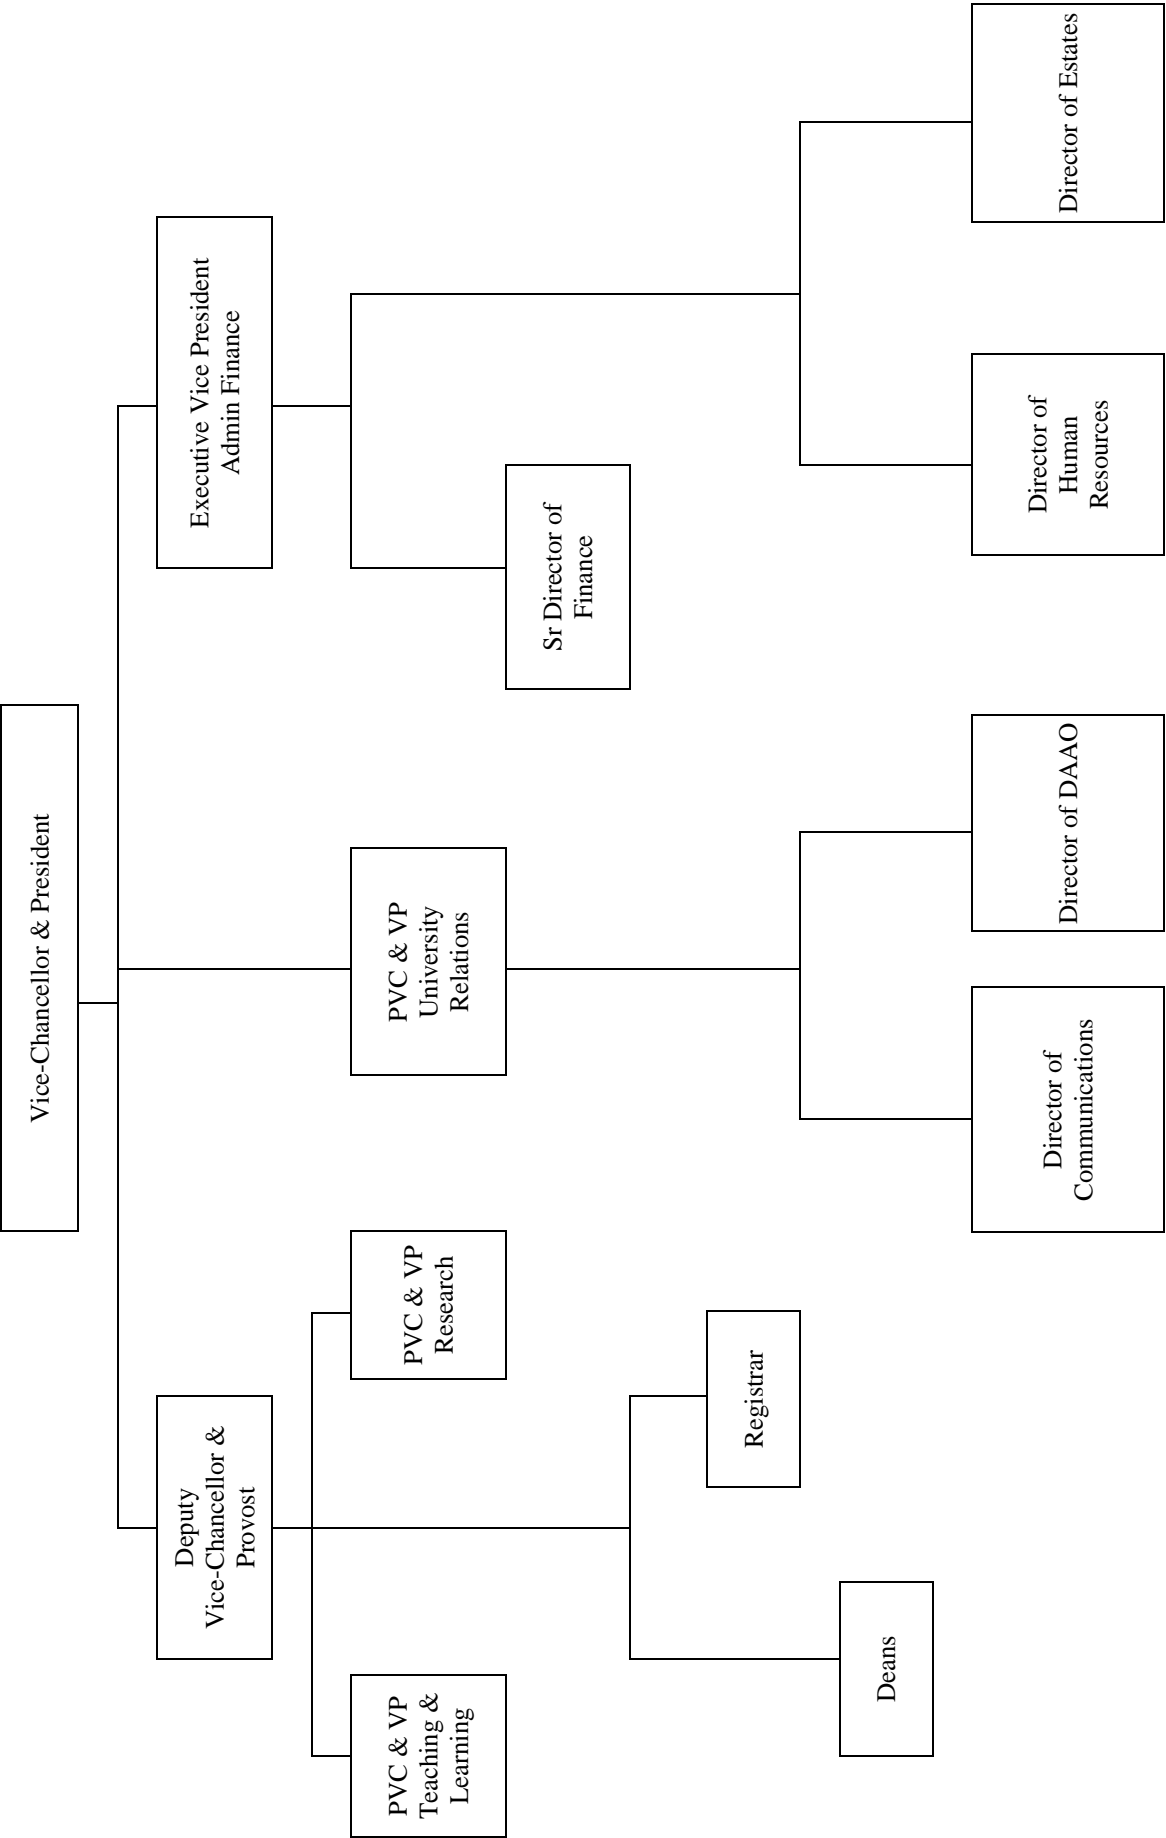 Vice-Chancellor & President
Deputy
Vice-Chancellor &
Provost
Executive Vice President
Admin Finance
PVC & VP
Teaching &
Learning
PVC & VP
Research
PVC & VP
University
Relations
Sr Director of
Finance
Registrar
Deans
Director of
Communications
Director of DAAO
Director of
Human
Resources
Director of Estates